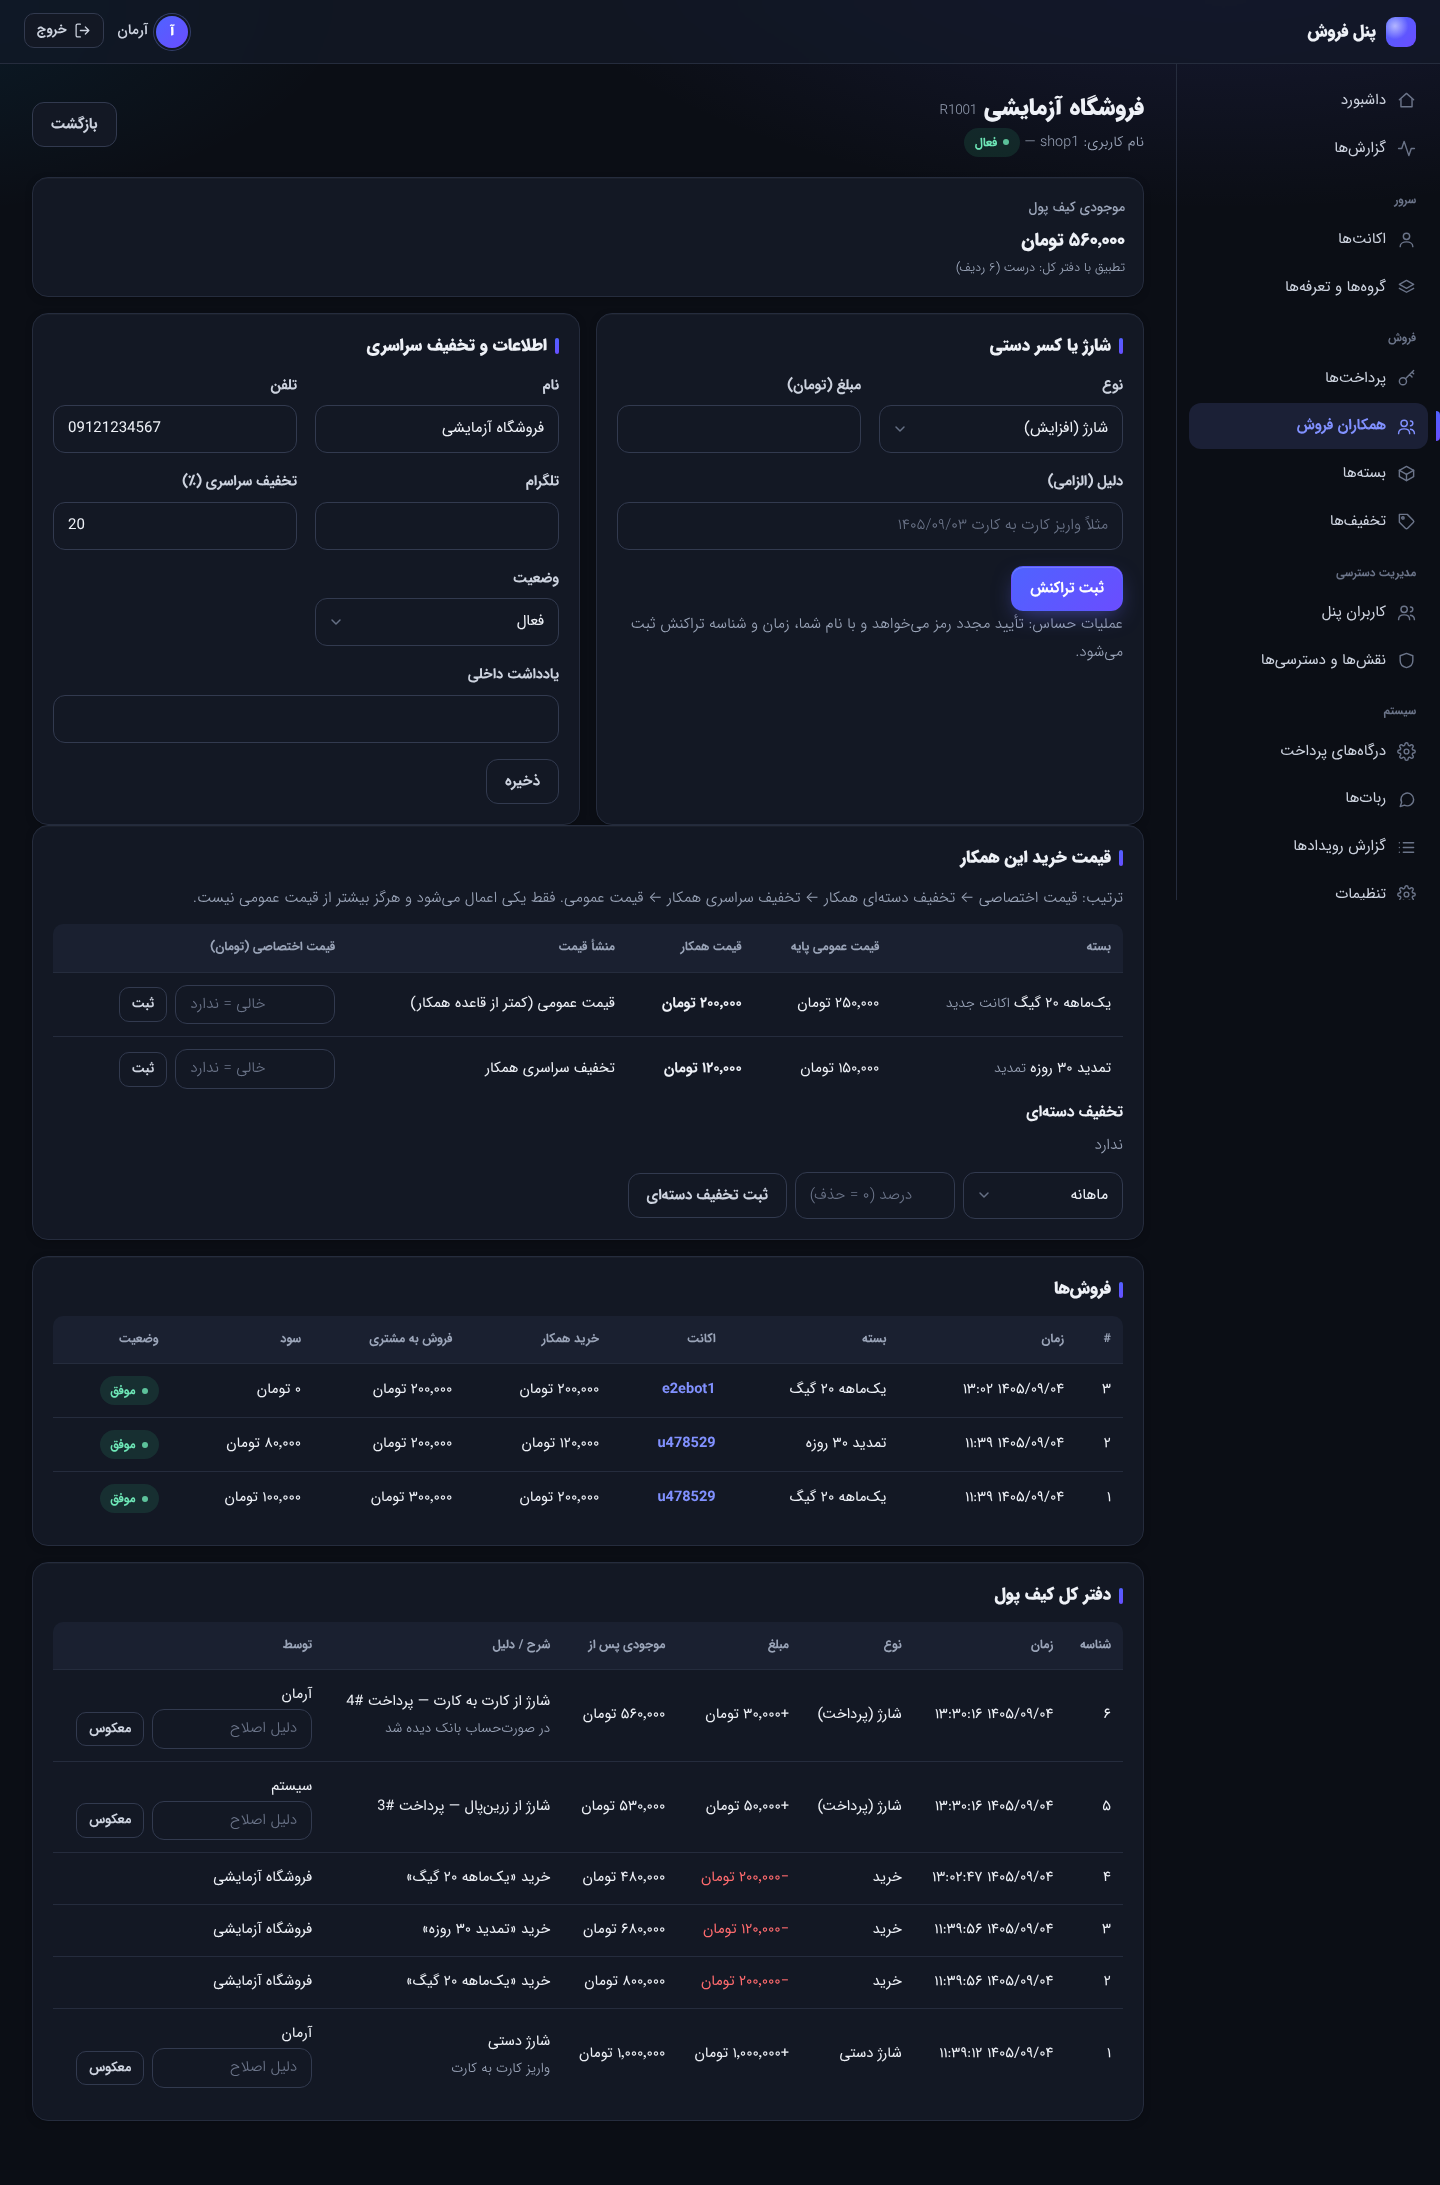 پنل فروش
آ آرمان خروج
داشبورد
گزارش‌ها
سرور
اکانت‌ها
گروه‌ها و تعرفه‌ها
فروش
پرداخت‌ها
همکاران فروش
بسته‌ها
تخفیف‌ها
مدیریت دسترسی
کاربران پنل
نقش‌ها و دسترسی‌ها
سیستم
درگاه‌های پرداخت
ربات‌ها
گزارش رویدادها
تنظیمات
فروشگاه آزمایشی R1001
نام کاربری: shop1 — فعال
بازگشت
موجودی کیف پول
۵۶۰٬۰۰۰ تومان
تطبیق با دفتر کل: درست (۶ ردیف)
شارژ یا کسر دستی
نوع مبلغ (تومان)
شارژ (افزایش)
دلیل (الزامی)
مثلاً واریز کارت به کارت ۱۴۰۵/۰۹/۰۳
ثبت تراکنش
عملیات حساس: تأیید مجدد رمز می‌خواهد و با نام شما، زمان و شناسه تراکنش ثبت
می‌شود.
اطلاعات و تخفیف سراسری
نام تلفن
فروشگاه آزمایشی 09121234567
تلگرام تخفیف سراسری (٪)
20
وضعیت
فعال
یادداشت داخلی
ذخیره
قیمت خرید این همکار
ترتیب: قیمت اختصاصی ← تخفیف دسته‌ای همکار ← تخفیف سراسری همکار ← قیمت عمومی. فقط یکی اعمال می‌شود و هرگز بیشتر از قیمت عمومی نیست.
بسته قیمت عمومی پایه قیمت همکار منشأ قیمت قیمت اختصاصی (تومان)
یک‌ماهه ۲۰ گیگ اکانت جدید ۲۵۰٬۰۰۰ تومان ۲۰۰٬۰۰۰ تومان قیمت عمومی (کمتر از قاعده همکار) خالی = ندارد ثبت
تمدید ۳۰ روزه تمدید ۱۵۰٬۰۰۰ تومان ۱۲۰٬۰۰۰ تومان تخفیف سراسری همکار خالی = ندارد ثبت
تخفیف دسته‌ای
ندارد
ماهانه درصد (۰ = حذف) ثبت تخفیف دسته‌ای
فروش‌ها
# زمان بسته اکانت خرید همکار فروش به مشتری سود وضعیت
۳ ۱۴۰۵/۰۹/۰۴ ۱۳:۰۲ یک‌ماهه ۲۰ گیگ e2ebot1 ۲۰۰٬۰۰۰ تومان ۲۰۰٬۰۰۰ تومان ۰ تومان موفق
۲ ۱۴۰۵/۰۹/۰۴ ۱۱:۳۹ تمدید ۳۰ روزه u478529 ۱۲۰٬۰۰۰ تومان ۲۰۰٬۰۰۰ تومان ۸۰٬۰۰۰ تومان موفق
۱ ۱۴۰۵/۰۹/۰۴ ۱۱:۳۹ یک‌ماهه ۲۰ گیگ u478529 ۲۰۰٬۰۰۰ تومان ۳۰۰٬۰۰۰ تومان ۱۰۰٬۰۰۰ تومان موفق
دفتر کل کیف پول
شناسه زمان نوع مبلغ موجودی پس از شرح / دلیل توسط
۶ ۱۴۰۵/۰۹/۰۴ ۱۳:۳۰:۱۶ شارژ (پرداخت) +۳۰٬۰۰۰ تومان ۵۶۰٬۰۰۰ تومان شارژ از کارت به کارت — پرداخت #4 آرمان
در صورت‌حساب بانک دیده شد دلیل اصلاح معکوس
۵ ۱۴۰۵/۰۹/۰۴ ۱۳:۳۰:۱۶ شارژ (پرداخت) +۵۰٬۰۰۰ تومان ۵۳۰٬۰۰۰ تومان شارژ از زرین‌پال — پرداخت #3 سیستم
دلیل اصلاح معکوس
۴ ۱۴۰۵/۰۹/۰۴ ۱۳:۰۲:۴۷ خرید −۲۰۰٬۰۰۰ تومان ۴۸۰٬۰۰۰ تومان خرید «یک‌ماهه ۲۰ گیگ» فروشگاه آزمایشی
۳ ۱۴۰۵/۰۹/۰۴ ۱۱:۳۹:۵۶ خرید −۱۲۰٬۰۰۰ تومان ۶۸۰٬۰۰۰ تومان خرید «تمدید ۳۰ روزه» فروشگاه آزمایشی
۲ ۱۴۰۵/۰۹/۰۴ ۱۱:۳۹:۵۶ خرید −۲۰۰٬۰۰۰ تومان ۸۰۰٬۰۰۰ تومان خرید «یک‌ماهه ۲۰ گیگ» فروشگاه آزمایشی
۱ ۱۴۰۵/۰۹/۰۴ ۱۱:۳۹:۱۲ شارژ دستی +۱٬۰۰۰٬۰۰۰ تومان ۱٬۰۰۰٬۰۰۰ تومان شارژ دستی آرمان
واریز کارت به کارت دلیل اصلاح معکوس